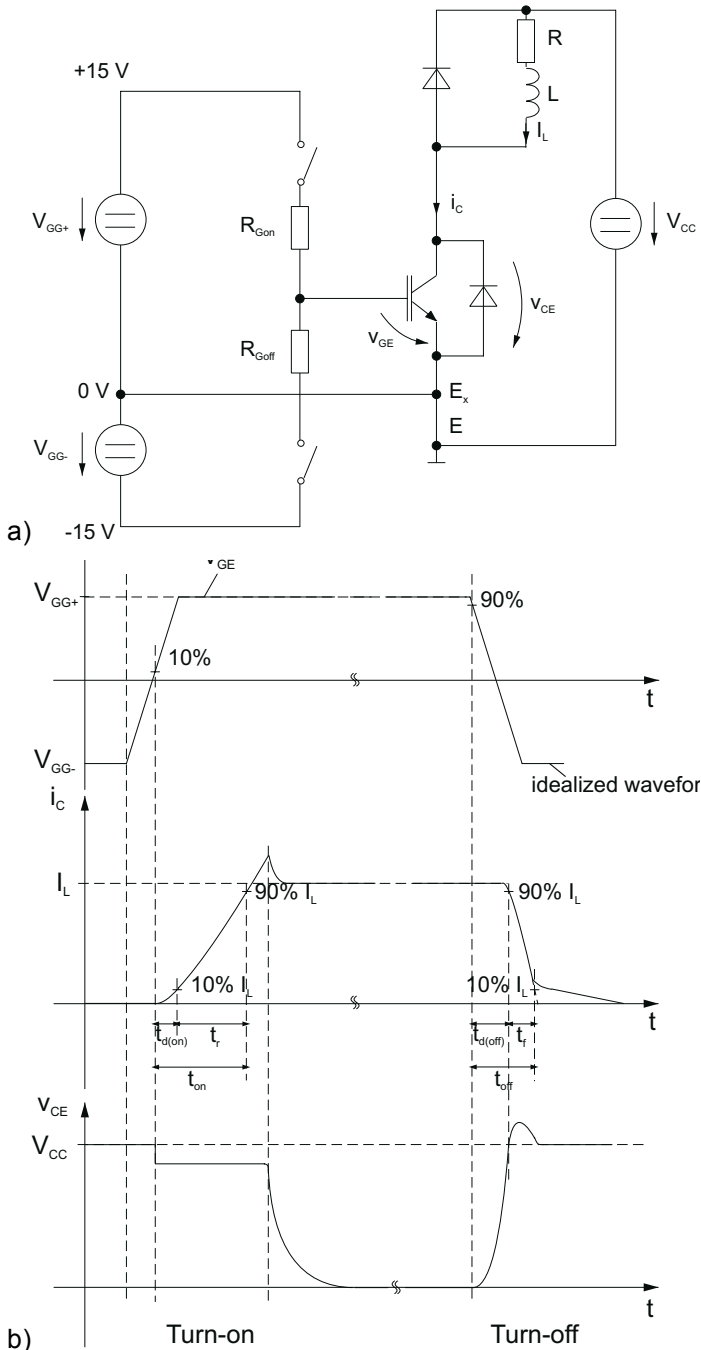 R
+15 V
L
I_L
i_C
V_GG+
R_Gon
V_CC
v_CE
v_GE
R_Goff
0 V
E_x
E
V_GG-
-15 V
a)
V_GE
V_GG+
90%
10%
t
V_GG-
idealized wavefor
i_C
I_L
90% I_L
90% I_L
10% I_L
10% I_L
t
t_d(on) t_r
t_d(off) t_f
t_on
t_off
v_CE
V_CC
t
b)
Turn-on
Turn-off